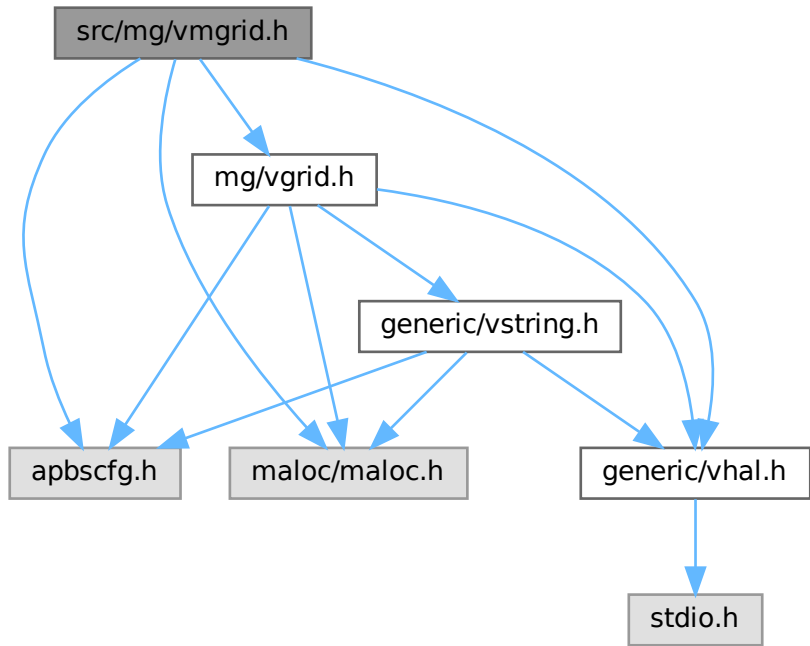 src/mg/vmgrid.h
mg/vgrid.h
generic/vstring.h
apbscfg.h
maloc/maloc.h
generic/vhal.h
stdio.h